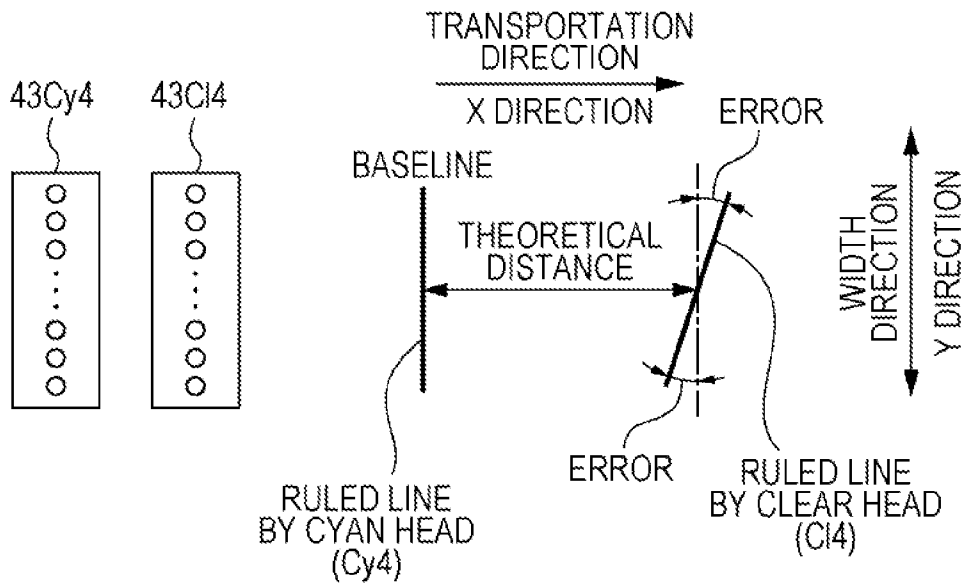 TRANSPORTATION
DIRECTION
X DIRECTION
43Cy4
43Cl4
ERROR
BASELINE
THEORETICAL
DISTANCE
WIDTH
DIRECTION
Y DIRECTION
ERROR
RULED LINE
BY CYAN HEAD
(Cy4)
RULED LINE
BY CLEAR HEAD
(Cl4)